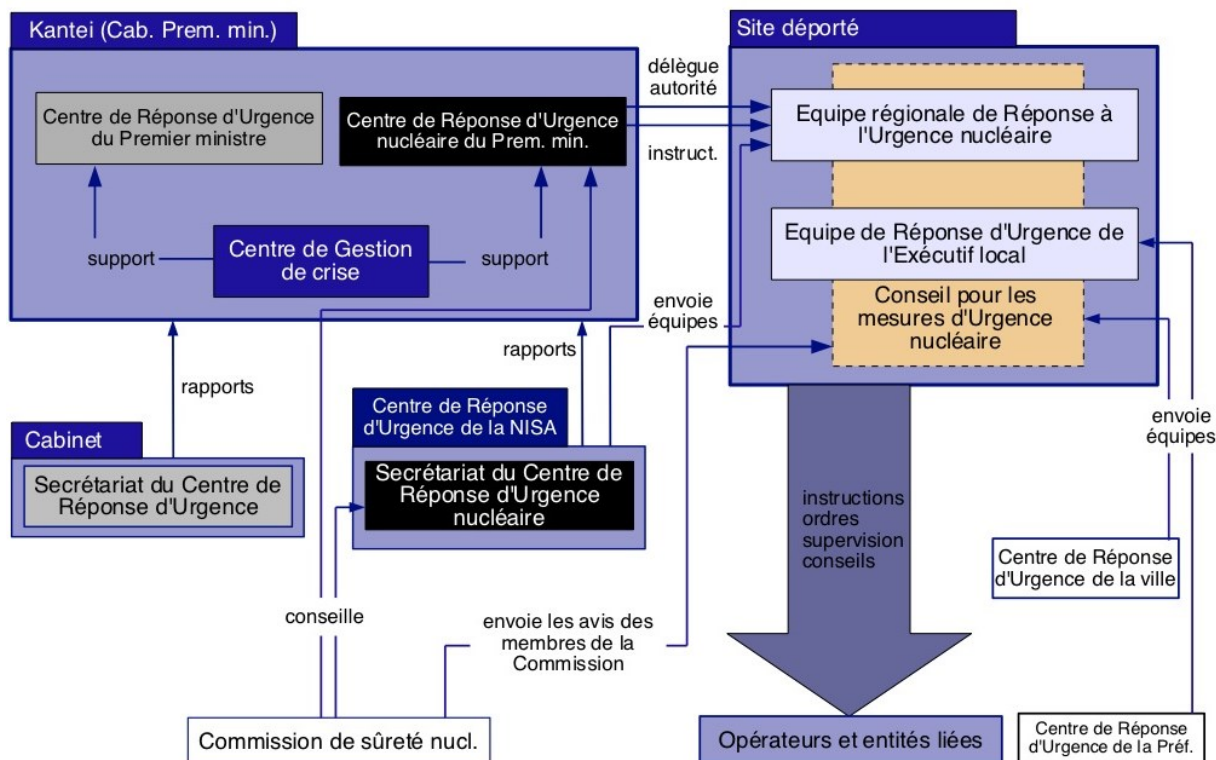 Kantei (Cab. Prem. min.)
Centre de Réponse d'Urgence
du Premier ministre
Centre de Réponse d'Urgence
nucléaire du Prem. min.
support
Centre de Gestion
de crise
support
délègue
autorité
instruct.
Site déporté
Equipe régionale de Réponse à
l'Urgence nucléaire
Equipe de Réponse d'Urgence de
l'Exécutif local
Conseil pour les
mesures d'Urgence
nucléaire
envoie
équipes
rapports
rapports
Cabinet
Secrétariat du Centre de
Réponse d'Urgence
Centre de Réponse
d'Urgence de la NISA
Secrétariat du Centre de
Réponse d'Urgence
nucléaire
envoie
équipes
instructions
ordres
supervision
conseils
Centre de Réponse
d'Urgence de la ville
conseille
envoie les avis des
membres de la
Commission
Commission de sûreté nucl.
Opérateurs et entités liées
Centre de Réponse
d'Urgence de la Préf.